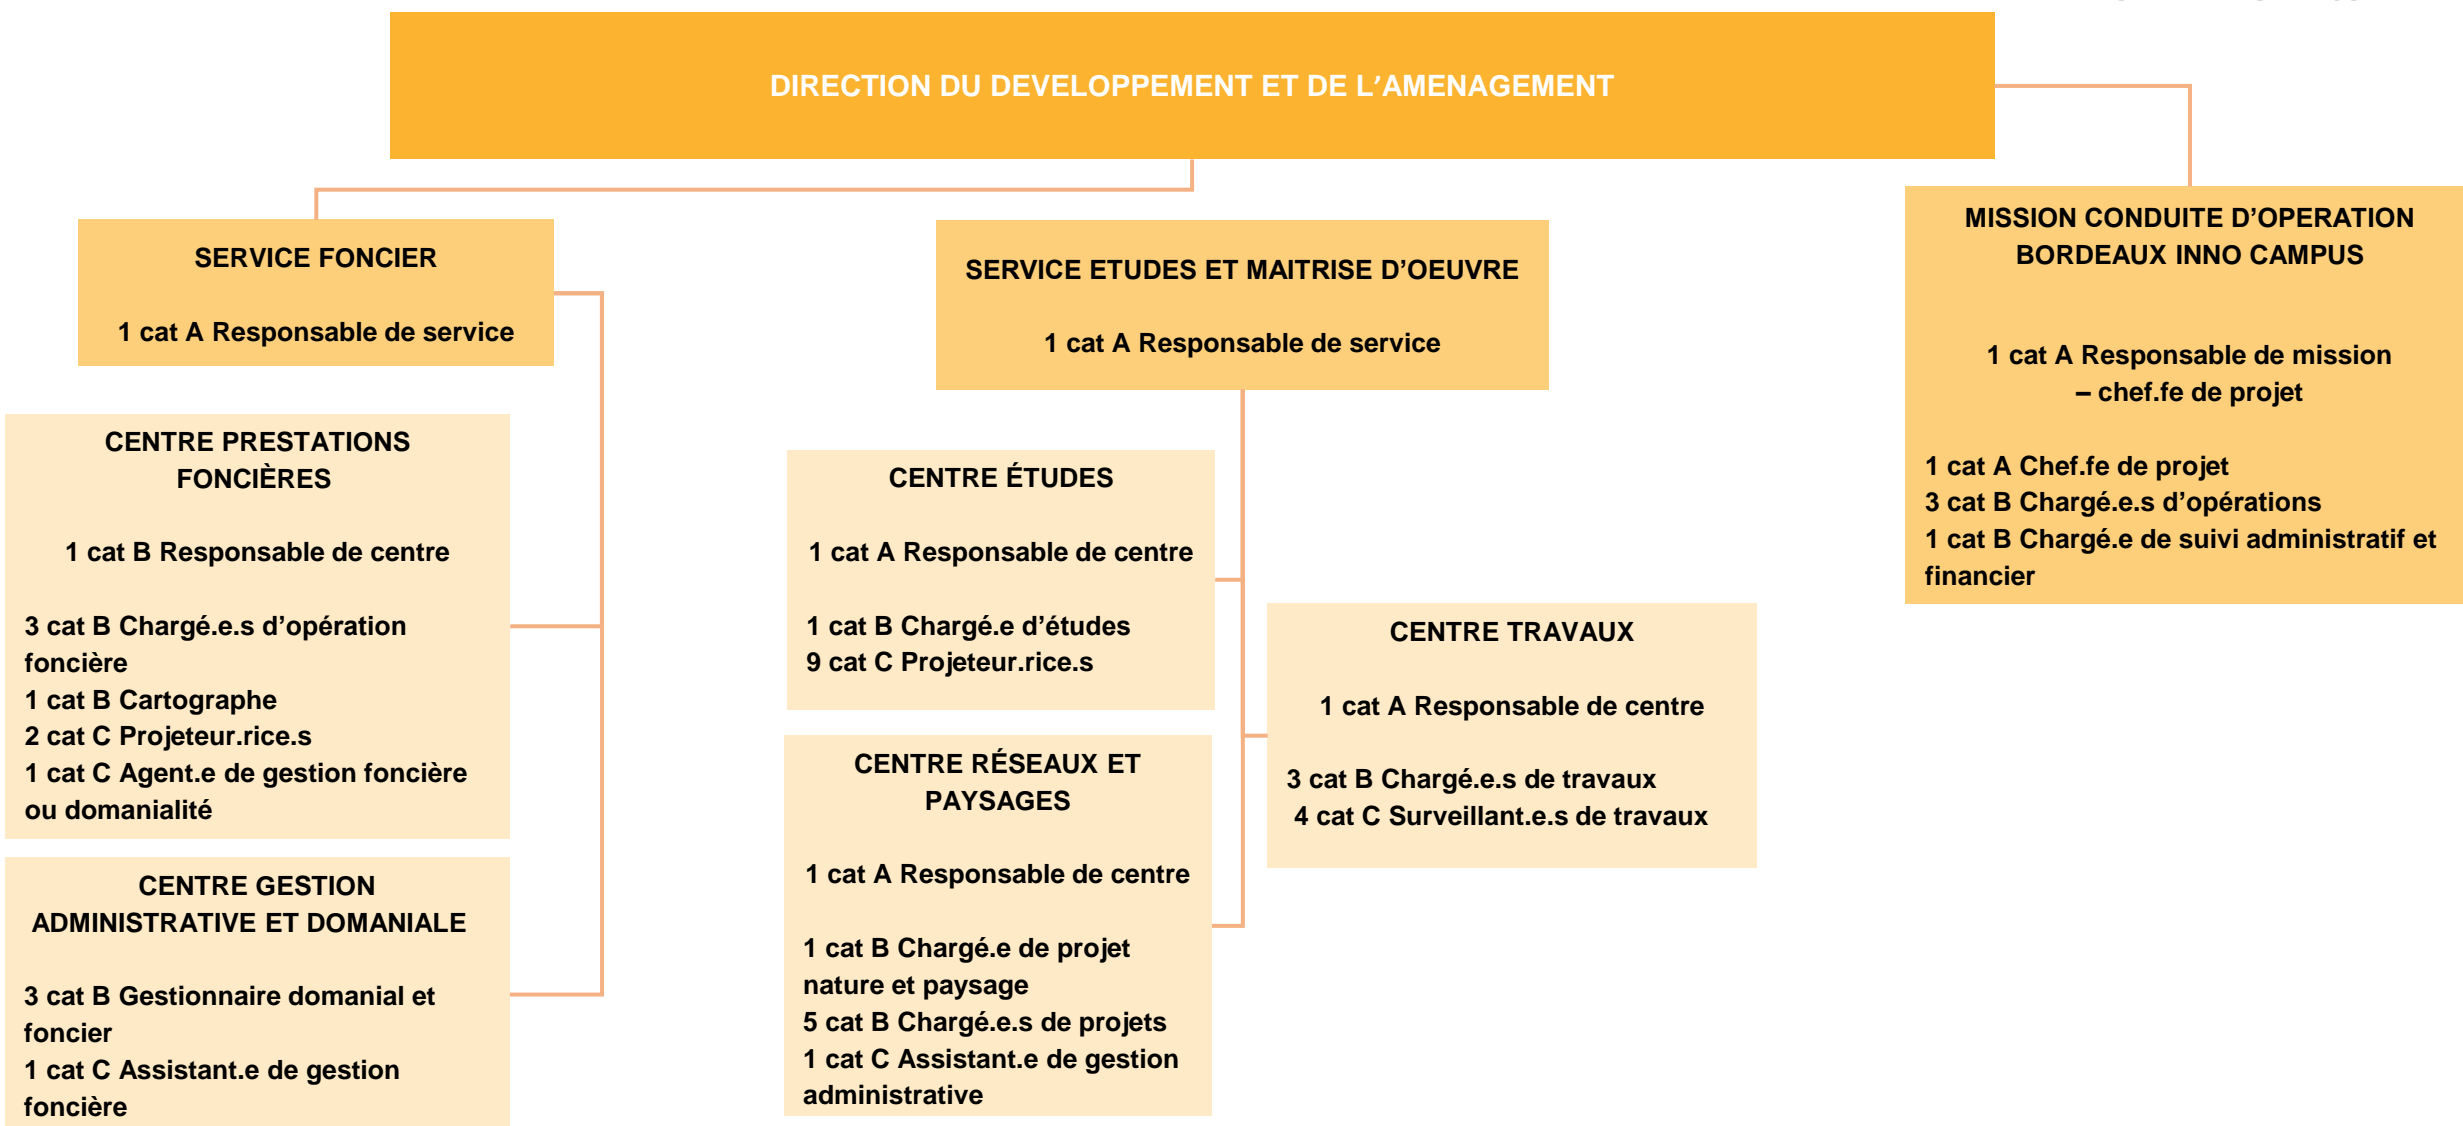 DIRECTION DU DEVELOPPEMENT ET DE L’AMENAGEMENT
SERVICE FONCIER
1 cat A Responsable de service
CENTRE PRESTATIONS
FONCIÈRES
1 cat B Responsable de centre
3 cat B Chargé.e.s d’opération
foncière
1 cat B Cartographe
2 cat C Projeteur.rice.s
1 cat C Agent.e de gestion foncière
ou domanialité
CENTRE GESTION
ADMINISTRATIVE ET DOMANIALE
3 cat B Gestionnaire domanial et
foncier
1 cat C Assistant.e de gestion
foncière
SERVICE ETUDES ET MAITRISE D’OEUVRE
1 cat A Responsable de service
CENTRE ÉTUDES
1 cat A Responsable de centre
1 cat B Chargé.e d’études
9 cat C Projeteur.rice.s
CENTRE RÉSEAUX ET
PAYSAGES
1 cat A Responsable de centre
1 cat B Chargé.e de projet
nature et paysage
5 cat B Chargé.e.s de projets
1 cat C Assistant.e de gestion
administrative
CENTRE TRAVAUX
1 cat A Responsable de centre
3 cat B Chargé.e.s de travaux
4 cat C Surveillant.e.s de travaux
MISSION CONDUITE D’OPERATION
BORDEAUX INNO CAMPUS
1 cat A Responsable de mission
– chef.fe de projet
1 cat A Chef.fe de projet
3 cat B Chargé.e.s d’opérations
1 cat B Chargé.e de suivi administratif et
financier